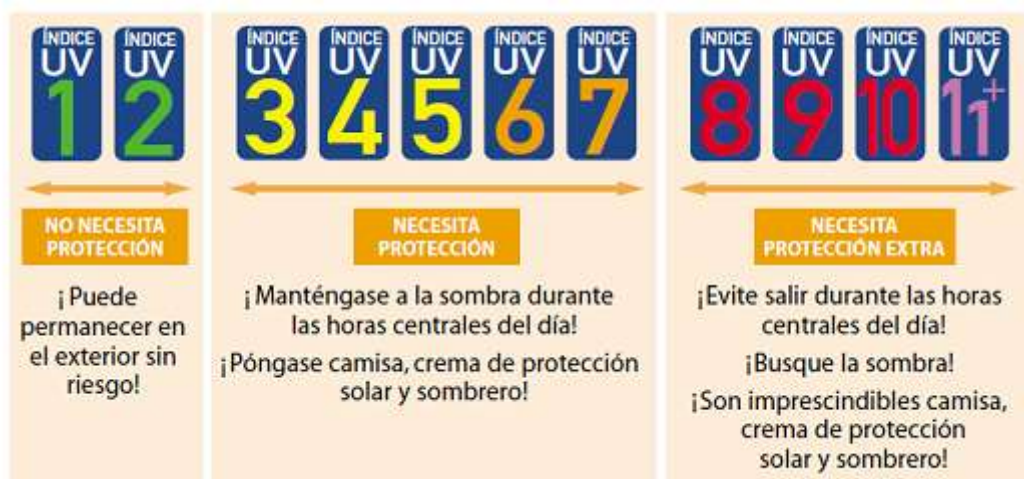 ÍNDICE
UV
1
ÍNDICE
UV
2
NO NECESITA
PROTECCIÓN
¡Puede
permanecer en
el exterior sin
riesgo!
ÍNDICE
UV
3
ÍNDICE
UV
4
ÍNDICE
UV
5
ÍNDICE
UV
6
ÍNDICE
UV
7
NECESITA
PROTECCIÓN
¡Manténgase a la sombra durante
las horas centrales del día!
¡Póngase camisa, crema de protección
solar y sombrero!
ÍNDICE
UV
8
ÍNDICE
UV
9
ÍNDICE
UV
10
ÍNDICE
UV
11+
NECESITA
PROTECCIÓN EXTRA
¡Evite salir durante las horas
centrales del día!
¡Busque la sombra!
¡Son imprescindibles camisa,
crema de protección
solar y sombrero!